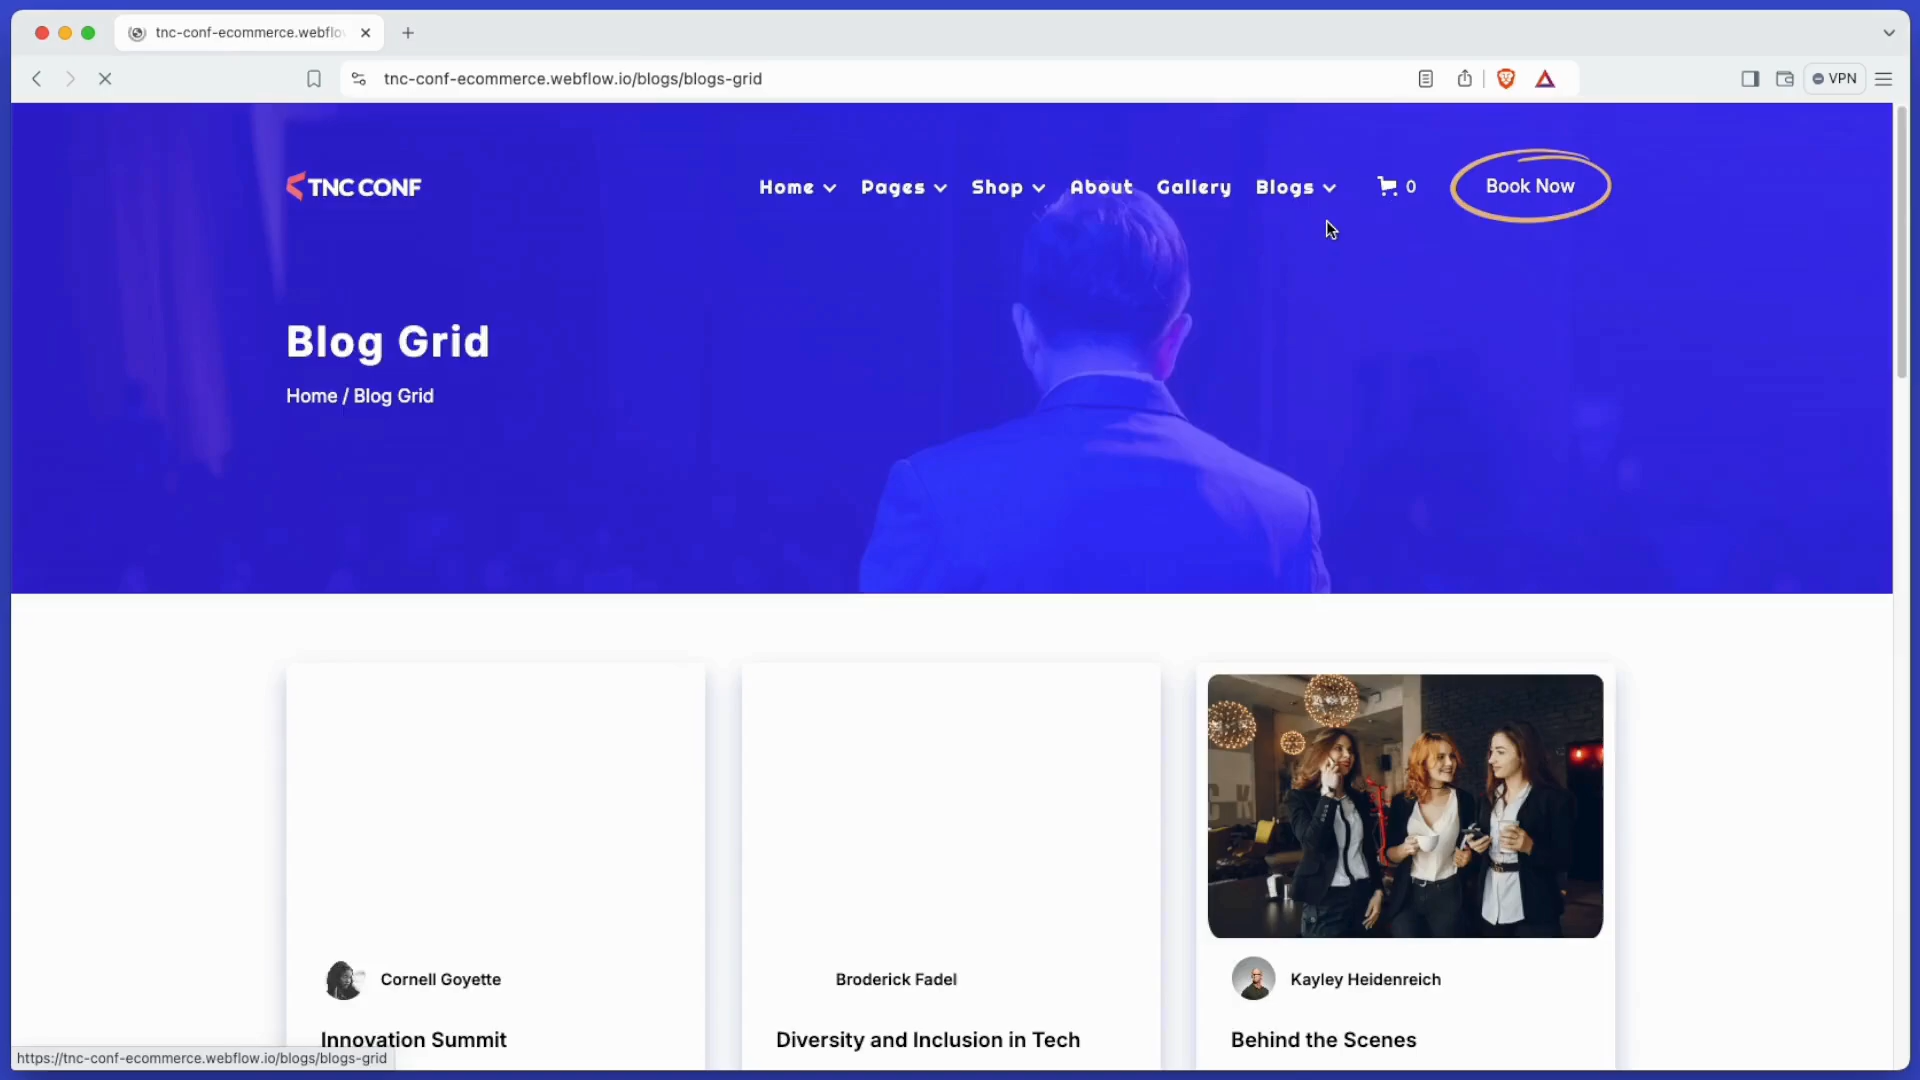 tnc-conf-ecommerce.webflo
tnc-conf-ecommerce.webflow.io/blogs/blogs-grid
VPN
TNC CONF
Home Pages Shop About Gallery Blogs 0 Book Now
Blog Grid
Home / Blog Grid
Cornell Goyette
Innovation Summit
Broderick Fadel
Diversity and Inclusion in Tech
Kayley Heidenreich
Behind the Scenes
https://tnc-conf-ecommerce.webflow.io/blogs/blogs-grid